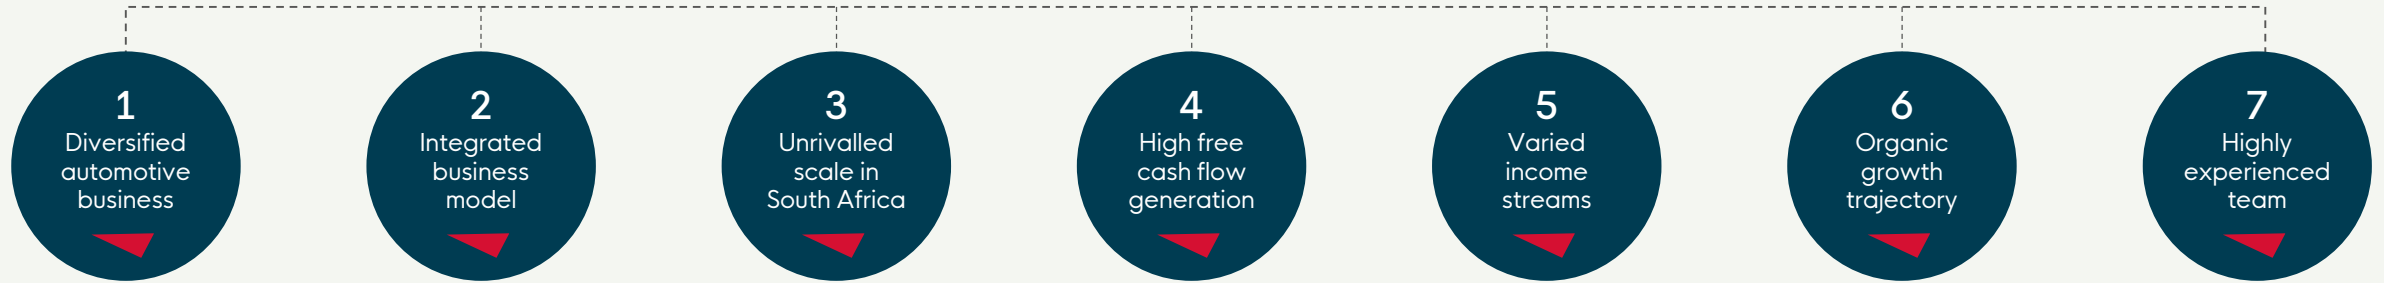 1
Diversified
automotive
business
2
Integrated
business
model
3
Unrivalled
scale in
South Africa
4
High free
cash flow
generation
5
Varied
income
streams
6
Organic
growth
trajectory
7
Highly
experienced
team